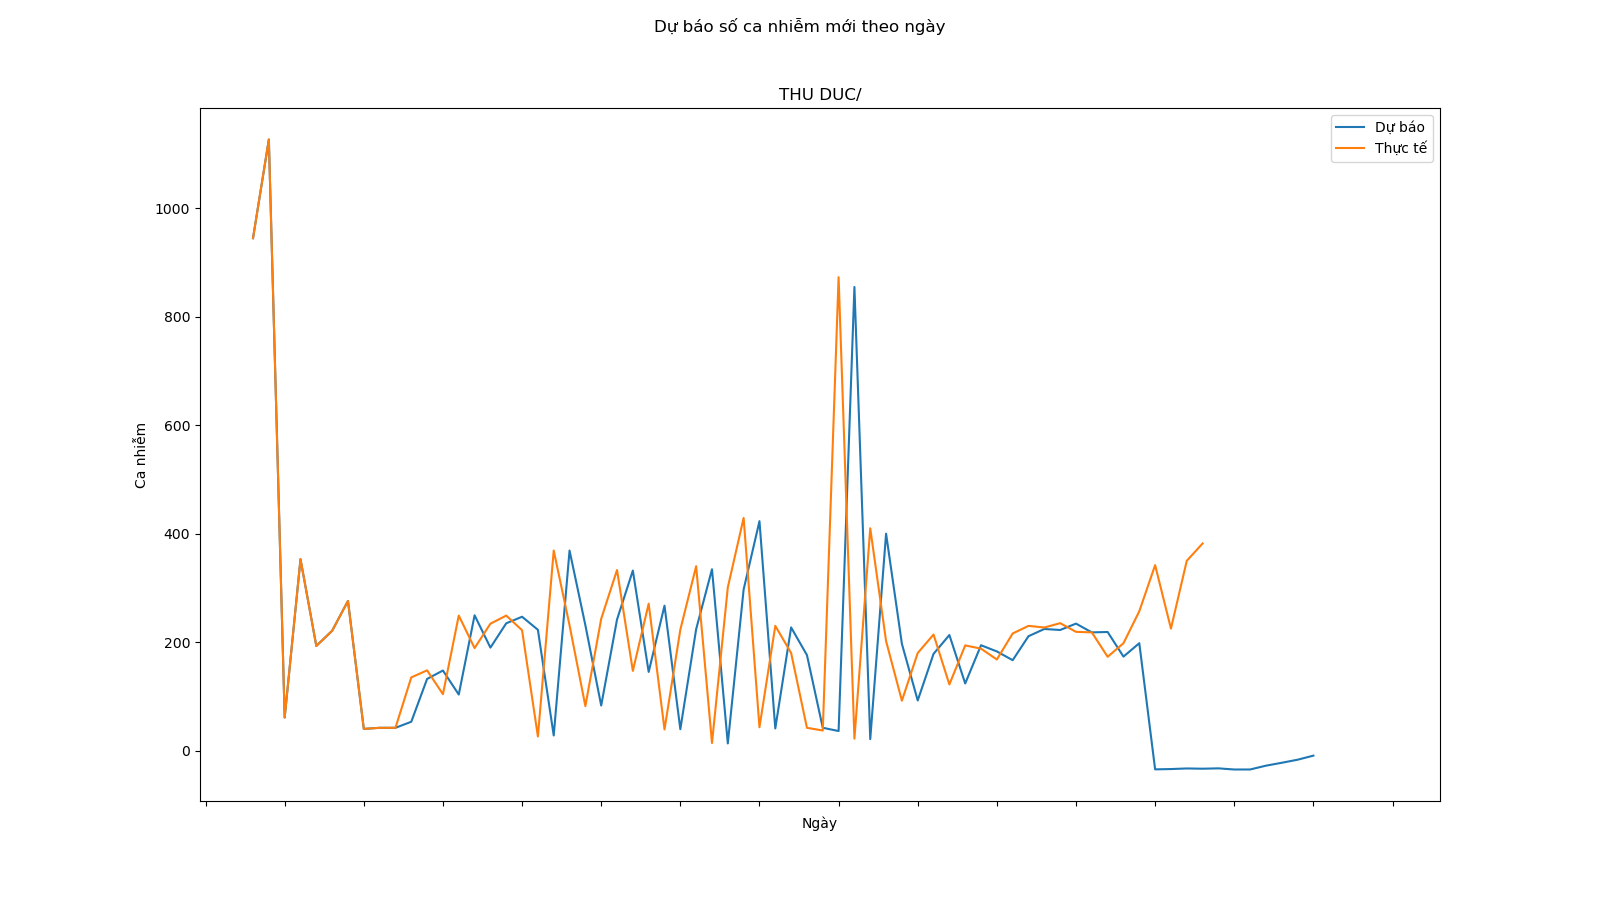 Dự báo số ca nhiễm mới theo ngày
THU DUC/
Dự báo
Thực tế
1000
800
600
400
200
0
Ca nhiễm
Ngày